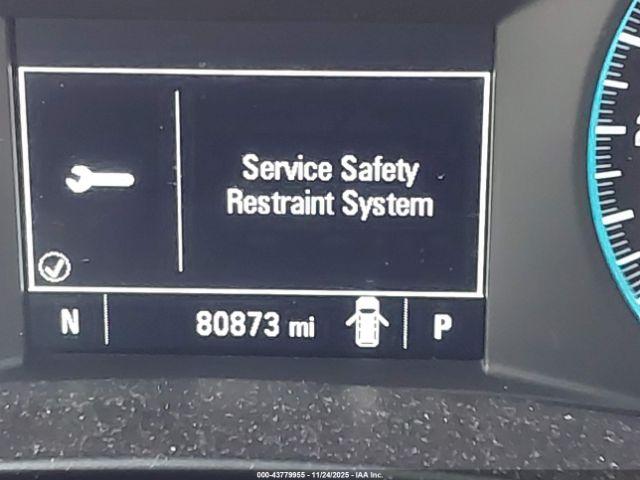 Service Safety
Restraint System
N 80873 mi P
000-43779955 - 11/24/2025 - IAA Inc.